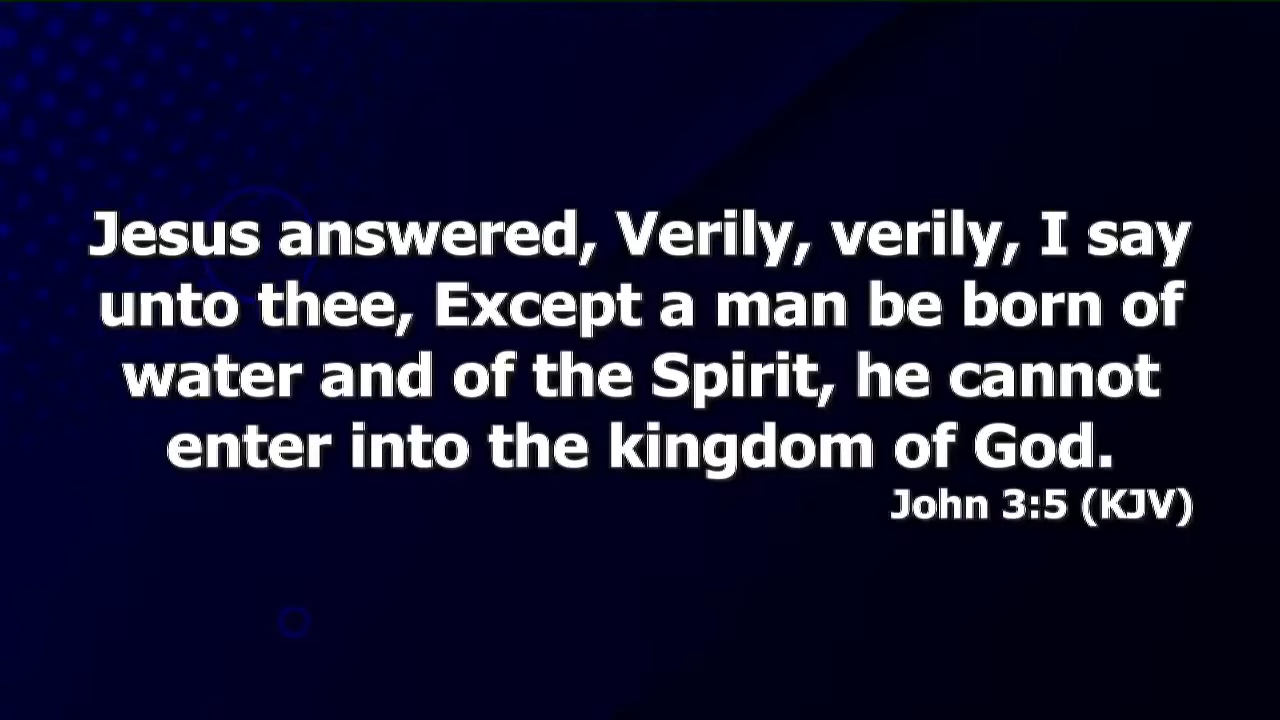 Jesus answered, Verily, verily, I say
unto thee, Except a man be born of
water and of the Spirit, he cannot
enter into the kingdom of God.
John 3:5 (KJV)